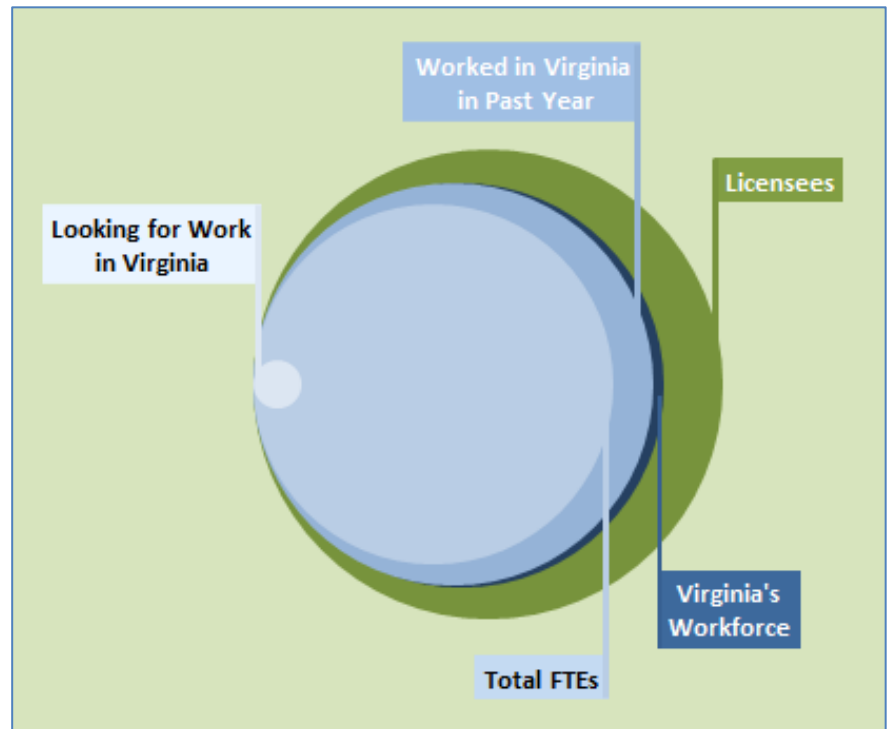 Worked in Virginia
in Past Year
Licensees
Looking for Work
in Virginia
Virginia's
Workforce
Total FTEs